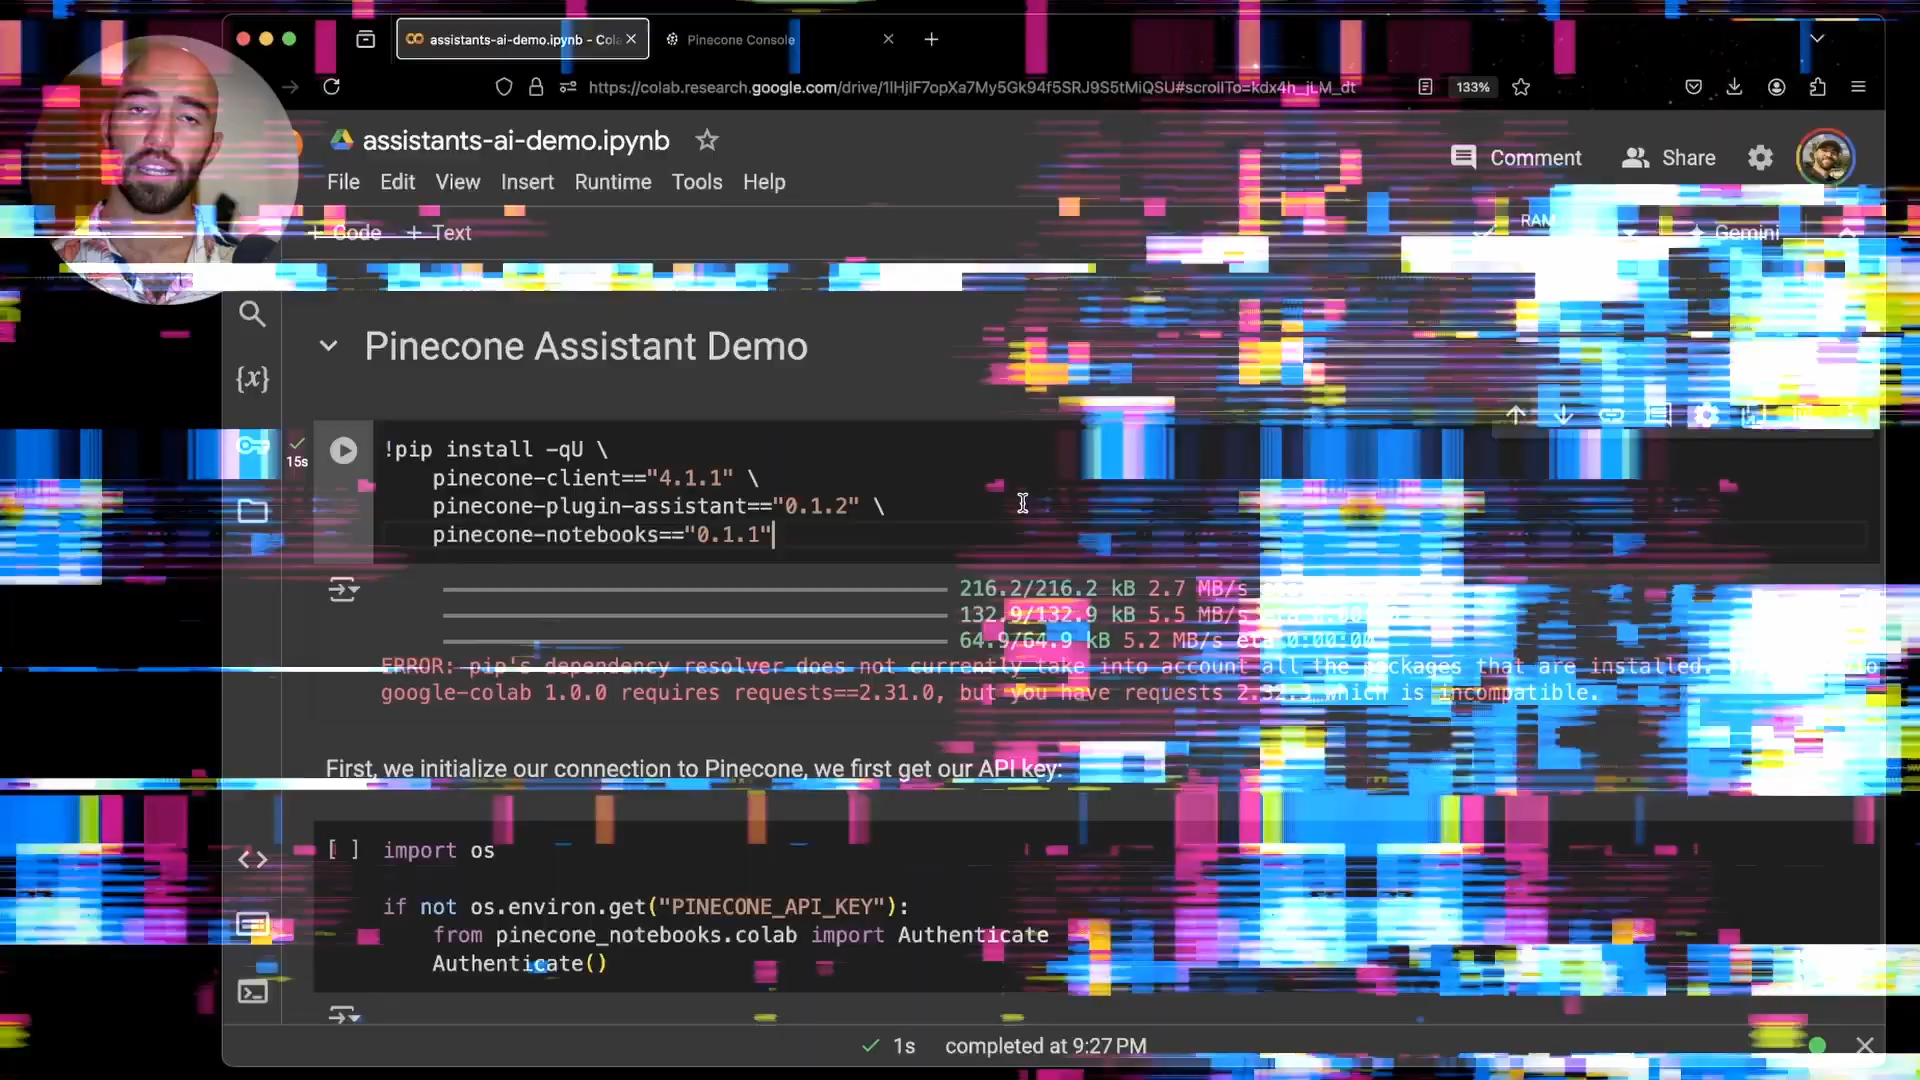 assistants-ai-demo.ipynb - Cola
Pinecone Console
https://colab.research.google.com/drive/1lHjlF7opXa7My5Gk94f5SRJ9S5tMiQSU#scrollTo=kdx4h_jLM_dt
133%
assistants-ai-demo.ipynb
Comment
Share
File Edit View Insert Runtime Tools Help
+ Code + Text
RAM
Gemini
Pinecone Assistant Demo
{x}
15s
!pip install -qU \
pinecone-client=="4.1.1" \
pinecone-plugin-assistant=="0.1.2" \
pinecone-notebooks=="0.1.1"
216.2/216.2 kB 2.7 MB/s
132.9/132.9 kB 5.5 MB/s
64.9/64.9 kB 5.2 MB/s eta 0:00:00
ERROR: pip's dependency resolver does not currently take into account all the packages that are installed.
google-colab 1.0.0 requires requests==2.31.0, but you have requests 2.32.3 which is incompatible.
First, we initialize our connection to Pinecone, we first get our API key:
[ ] import os
if not os.environ.get("PINECONE_API_KEY"):
from pinecone_notebooks.colab import Authenticate
Authenticate()
1s completed at 9:27 PM